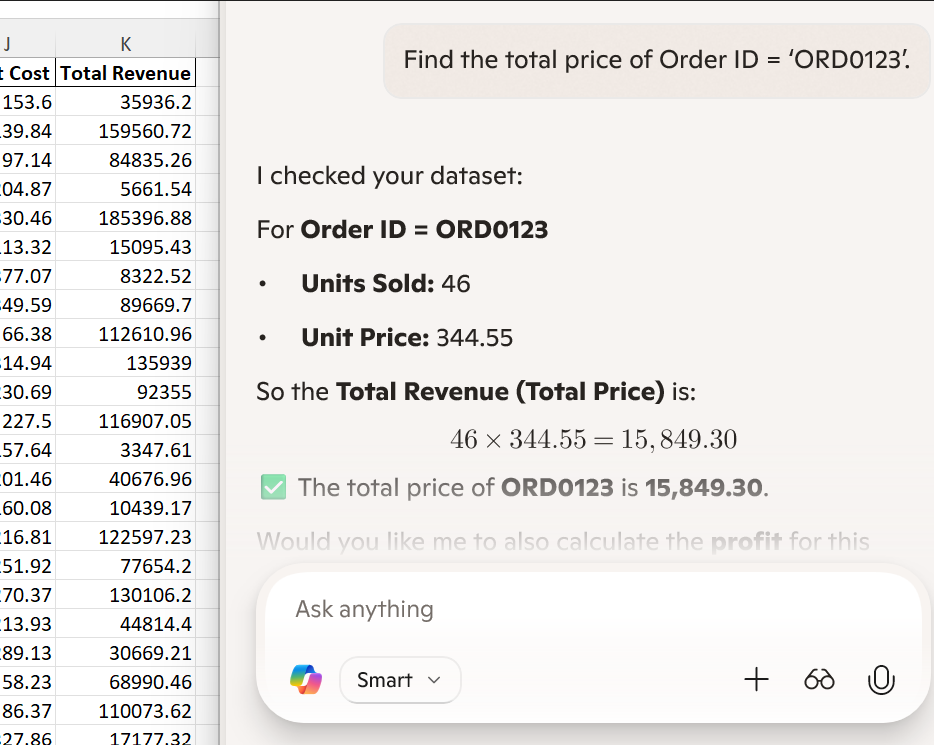 J K
t Cost Total Revenue
153.6 35936.2
39.84 159560.72
97.14 84835.26
04.87 5661.54
30.46 185396.88
13.32 15095.43
77.07 8322.52
49.59 89669.7
66.38 112610.96
14.94 135939
30.69 92355
227.5 116907.05
57.64 3347.61
01.46 40676.96
60.08 10439.17
16.81 122597.23
51.92 77654.2
70.37 130106.2
13.93 44814.4
89.13 30669.21
58.23 68990.46
86.37 110073.62
27.86 17177.32
Find the total price of Order ID = ‘ORD0123’.
I checked your dataset:
For Order ID = ORD0123
• Units Sold: 46
• Unit Price: 344.55
So the Total Revenue (Total Price) is:
46 × 344.55 = 15,849.30
✅ The total price of ORD0123 is 15,849.30.
Would you like me to also calculate the profit for this
Ask anything
Smart